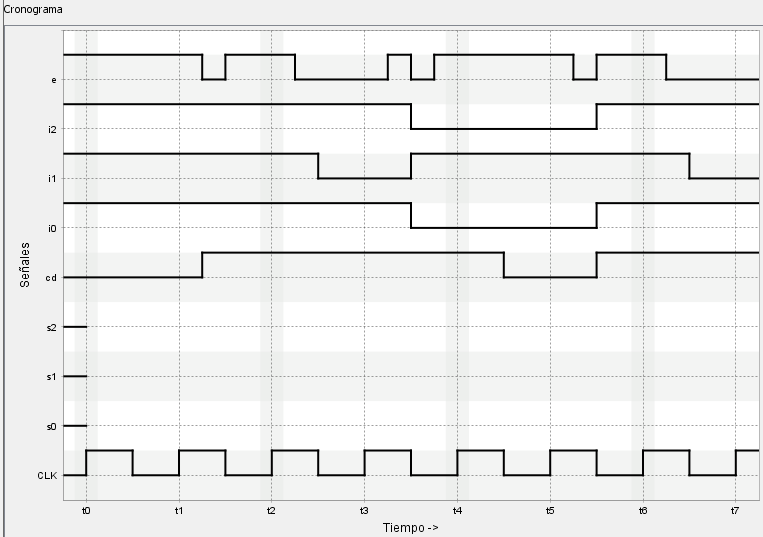 Cronograma
e
i2
i1
i0
cd
s2
s1
s0
CLK
Señales
t0 t1 t2 t3 t4 t5 t6 t7
Tiempo ->